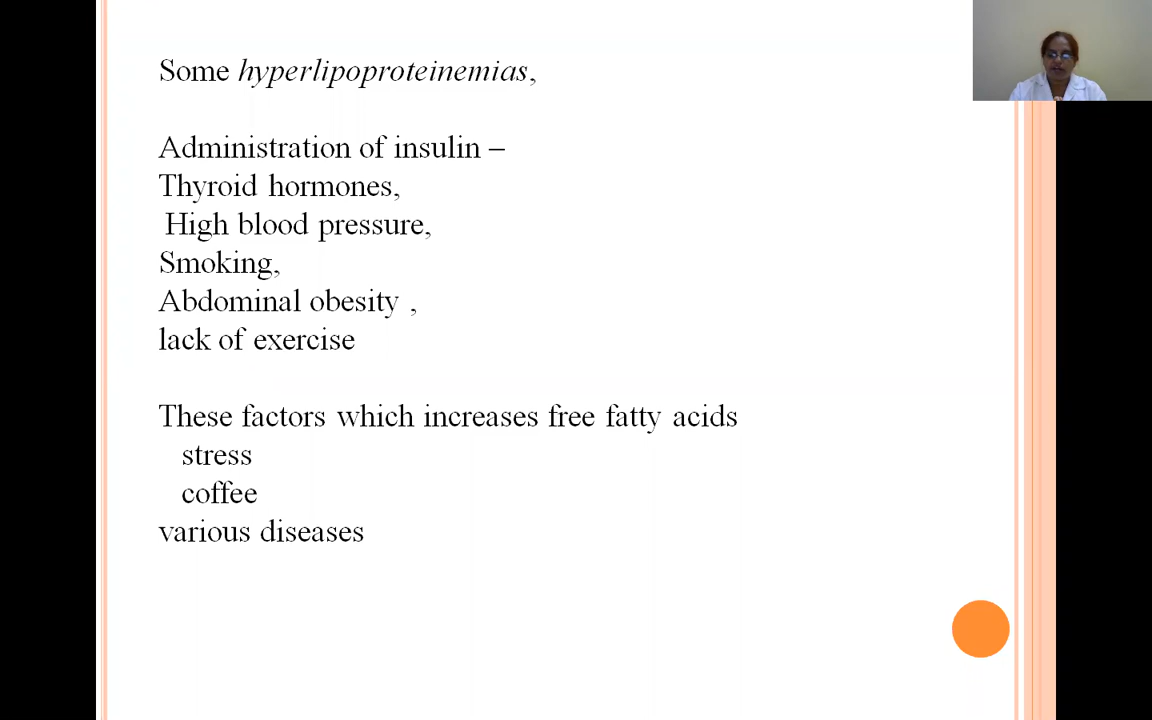 Some hyperlipoproteinemias,
Administration of insulin –
Thyroid hormones,
High blood pressure,
Smoking,
Abdominal obesity ,
lack of exercise
These factors which increases free fatty acids
stress
coffee
various diseases